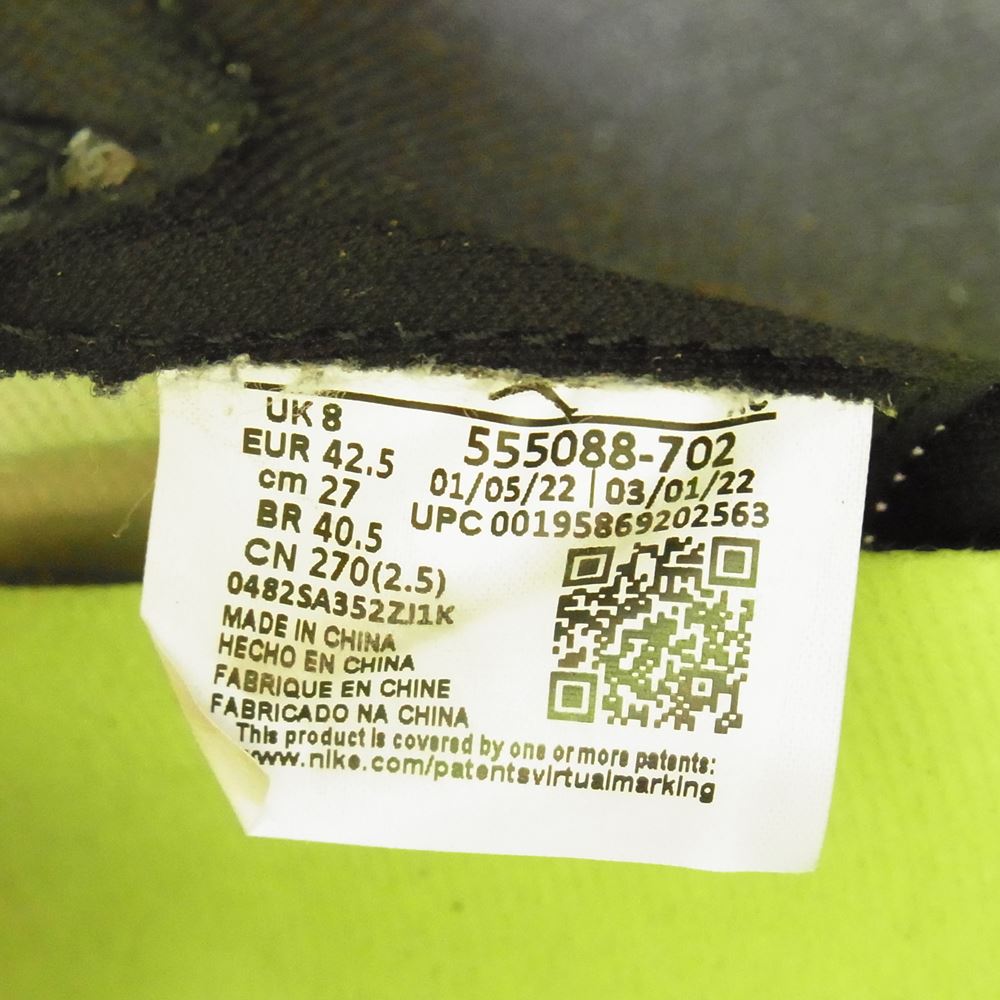 UK 8
EUR 42.5
cm 27
BR 40.5
CN 270(2.5)
0482SA352ZJ1K
MADE IN CHINA
HECHO EN CHINA
FABRIQUE EN CHINE
FABRICADO NA CHINA
555088-702
01/05/22 | 03/01/22
UPC 00195869202563
This product is covered by one or more patents:
www.nike.com/patentsvirtualmarking